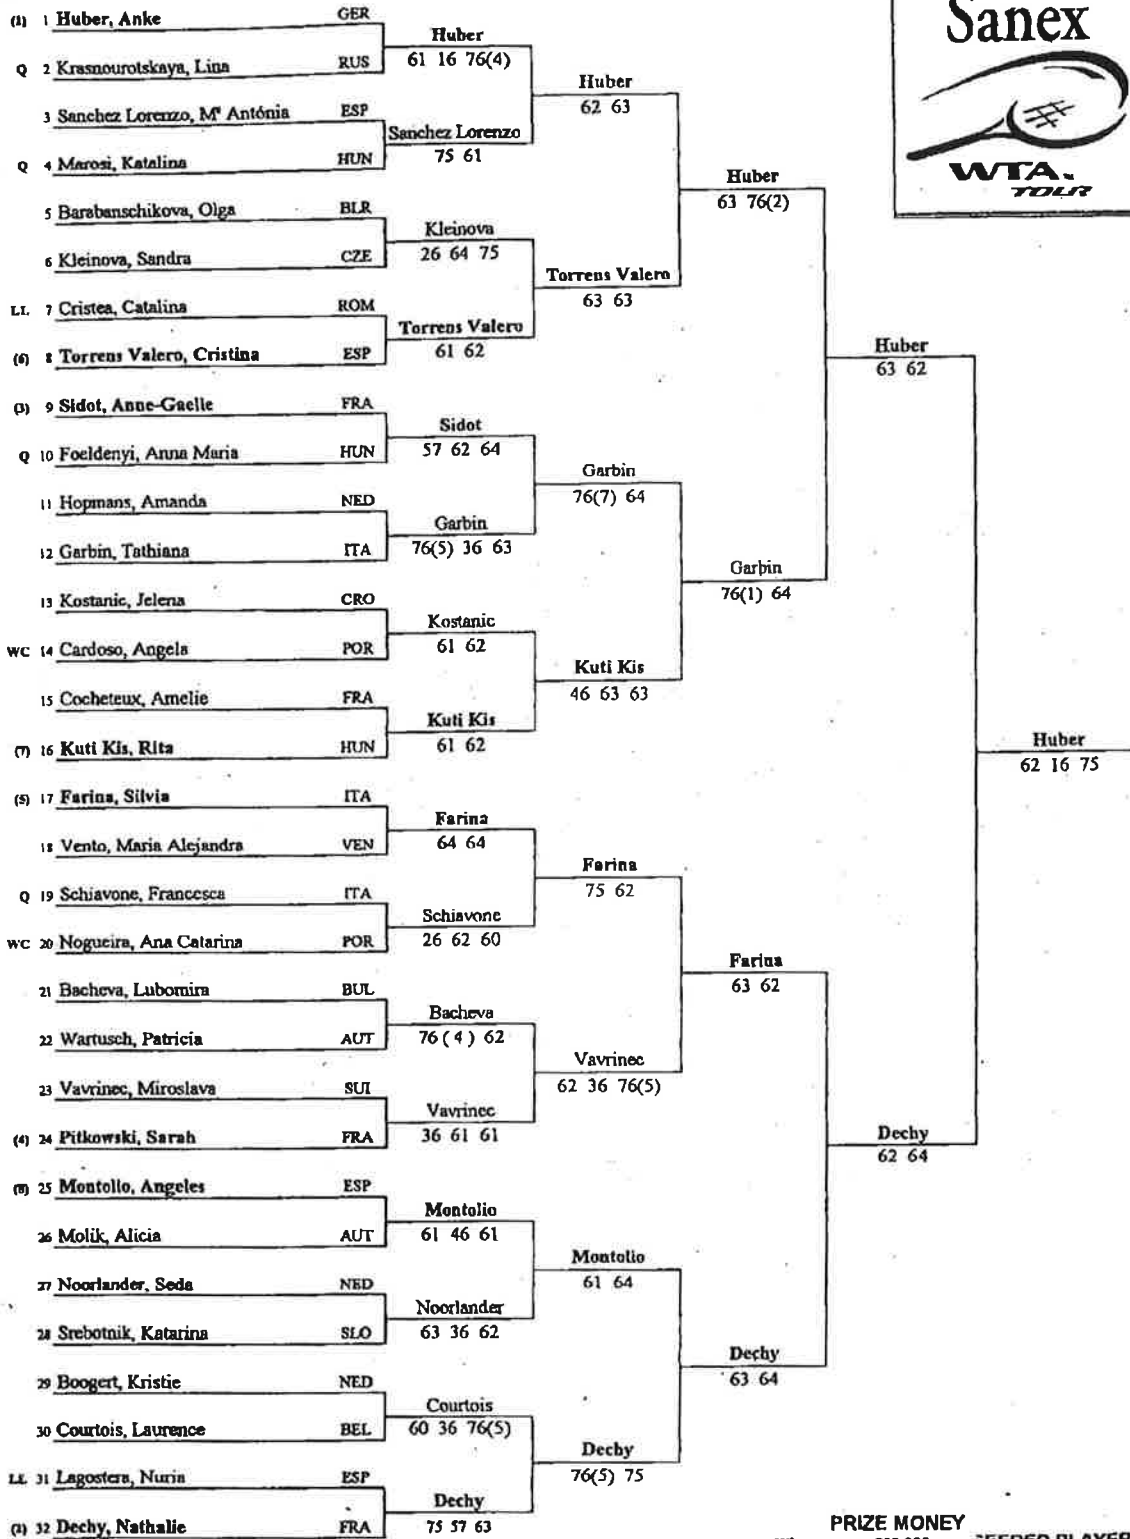 Sanex
WTA
TOUR
(1) 1 Huber, Anke GER
Q 2 Krasnourotskaya, Lina RUS
3 Sanchez Lorenzo, Mª Antónia ESP
Q 4 Marosi, Katalina HUN
5 Barabanschikova, Olga BLR
6 Kleinova, Sandra CZE
LL 7 Cristea, Catalina ROM
(6) 8 Torrens Valero, Cristina ESP
(3) 9 Sidot, Anne-Gaelle FRA
Q 10 Foeldenyi, Anna Maria HUN
11 Hopmans, Amanda NED
12 Garbin, Tathiana ITA
13 Kostanic, Jelena CRO
WC 14 Cardoso, Angela POR
15 Cocheteux, Amelie FRA
(7) 16 Kuti Kis, Rita HUN
(5) 17 Farina, Silvia ITA
18 Vento, Maria Alejandra VEN
Q 19 Schiavone, Francesca ITA
WC 20 Nogueira, Ana Catarina POR
21 Bacheva, Lubomira BUL
22 Wartusch, Patricia AUT
23 Vavrinec, Miroslava SUI
(4) 24 Pitkowski, Sarah FRA
(8) 25 Montolio, Angeles ESP
26 Molik, Alicia AUT
27 Noorlander, Seda NED
28 Srebotnik, Katarina SLO
29 Boogert, Kristie NED
30 Courtois, Laurence BEL
LL 31 Lagostera, Nuria ESP
(2) 32 Dechy, Nathalie FRA
Huber
61 16 76(4)
Sanchez Lorenzo
75 61
Kleinova
26 64 75
Torrens Valero
61 62
Sidot
57 62 64
Garbin
76(5) 36 63
Kostanic
61 62
Kuti Kis
61 62
Farina
64 64
Schiavone
26 62 60
Bacheva
76 ( 4 ) 62
Vavrinec
36 61 61
Montolio
61 46 61
Noorlander
63 36 62
Courtois
60 36 76(5)
Dechy
75 57 63
Huber
62 63
Torrens Valero
63 63
Garbin
76(7) 64
Kuti Kis
46 63 63
Farina
75 62
Vavrinec
62 36 76(5)
Montolio
61 64
Dechy
76(5) 75
Huber
63 76(2)
Garbin
76(1) 64
Farina
63 62
Dechy
63 64
Huber
63 62
Dechy
62 64
Huber
62 16 75
PRIZE MONEY